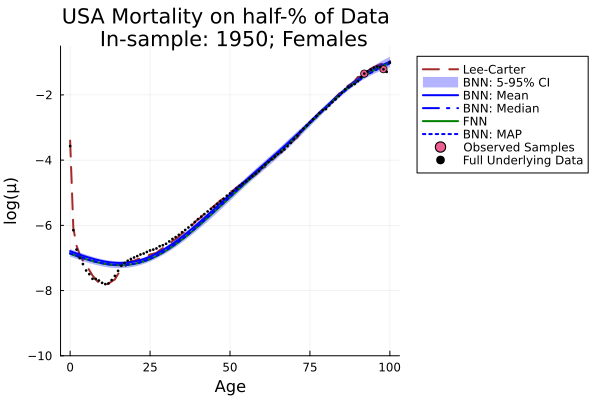 USA Mortality on half-% of Data
In-sample: 1950; Females
Lee-Carter
BNN: 5-95% CI
BNN: Mean
BNN: Median
FNN
BNN: MAP
Observed Samples
Full Underlying Data
log(μ)
−2
−4
−6
−8
−10
0
25
50
75
100
Age